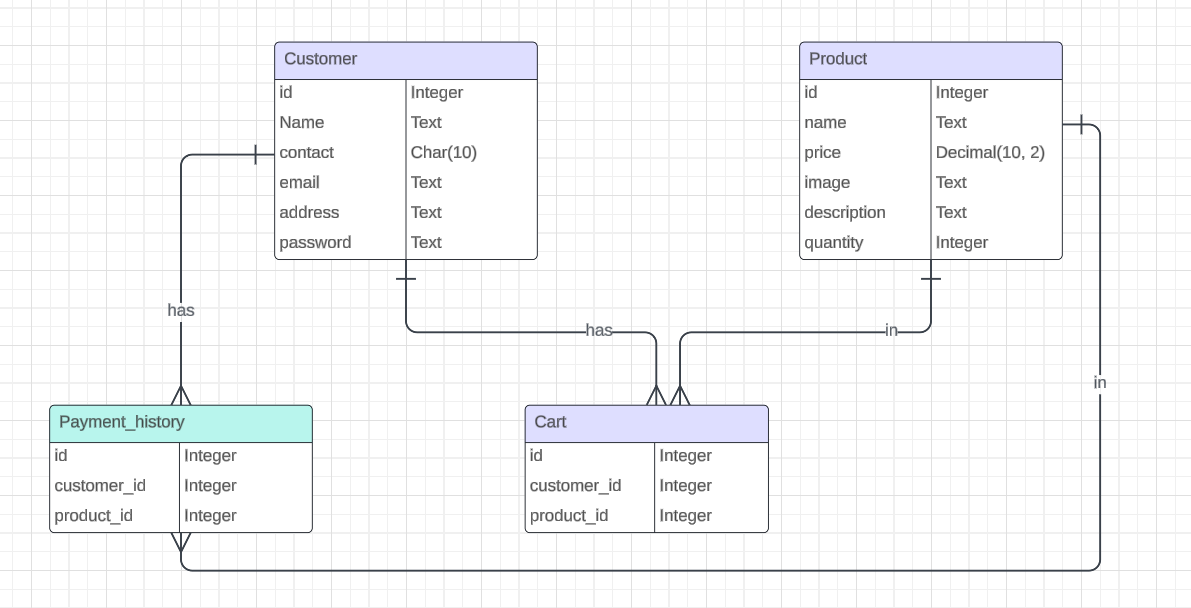 Customer
id Integer
Name Text
contact Char(10)
email Text
address Text
password Text
Product
id Integer
name Text
price Decimal(10, 2)
image Text
description Text
quantity Integer
has
has
in
in
Payment_history
id Integer
customer_id Integer
product_id Integer
Cart
id Integer
customer_id Integer
product_id Integer